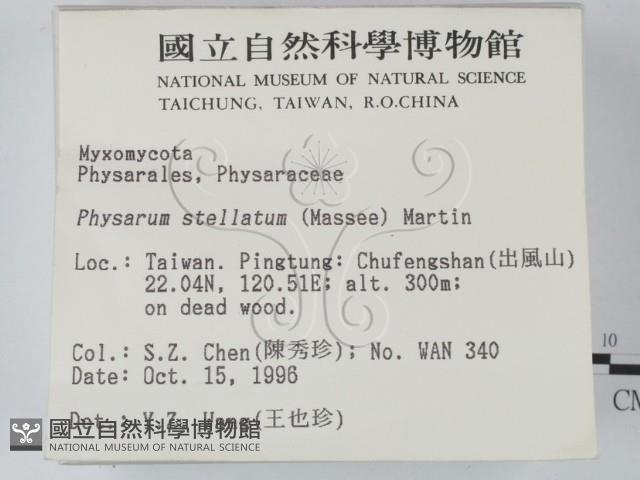 國立自然科學博物館
NATIONAL MUSEUM OF NATURAL SCIENCE
TAICHUNG, TAIWAN, R.O.CHINA
Myxomycota
Physarales, Physaraceae
Physarum stellatum (Massee) Martin
Loc.: Taiwan. Pingtung: Chufengshan(出風山)
22.04N, 120.51E; alt. 300m;
on dead wood.
Col.: S.Z. Chen(陳秀珍); No. WAN 340
Date: Oct. 15, 1996
Det.: Y.Z. Wang(王也珍)
國立自然科學博物館
NATIONAL MUSEUM OF NATURAL SCIENCE
10
CM